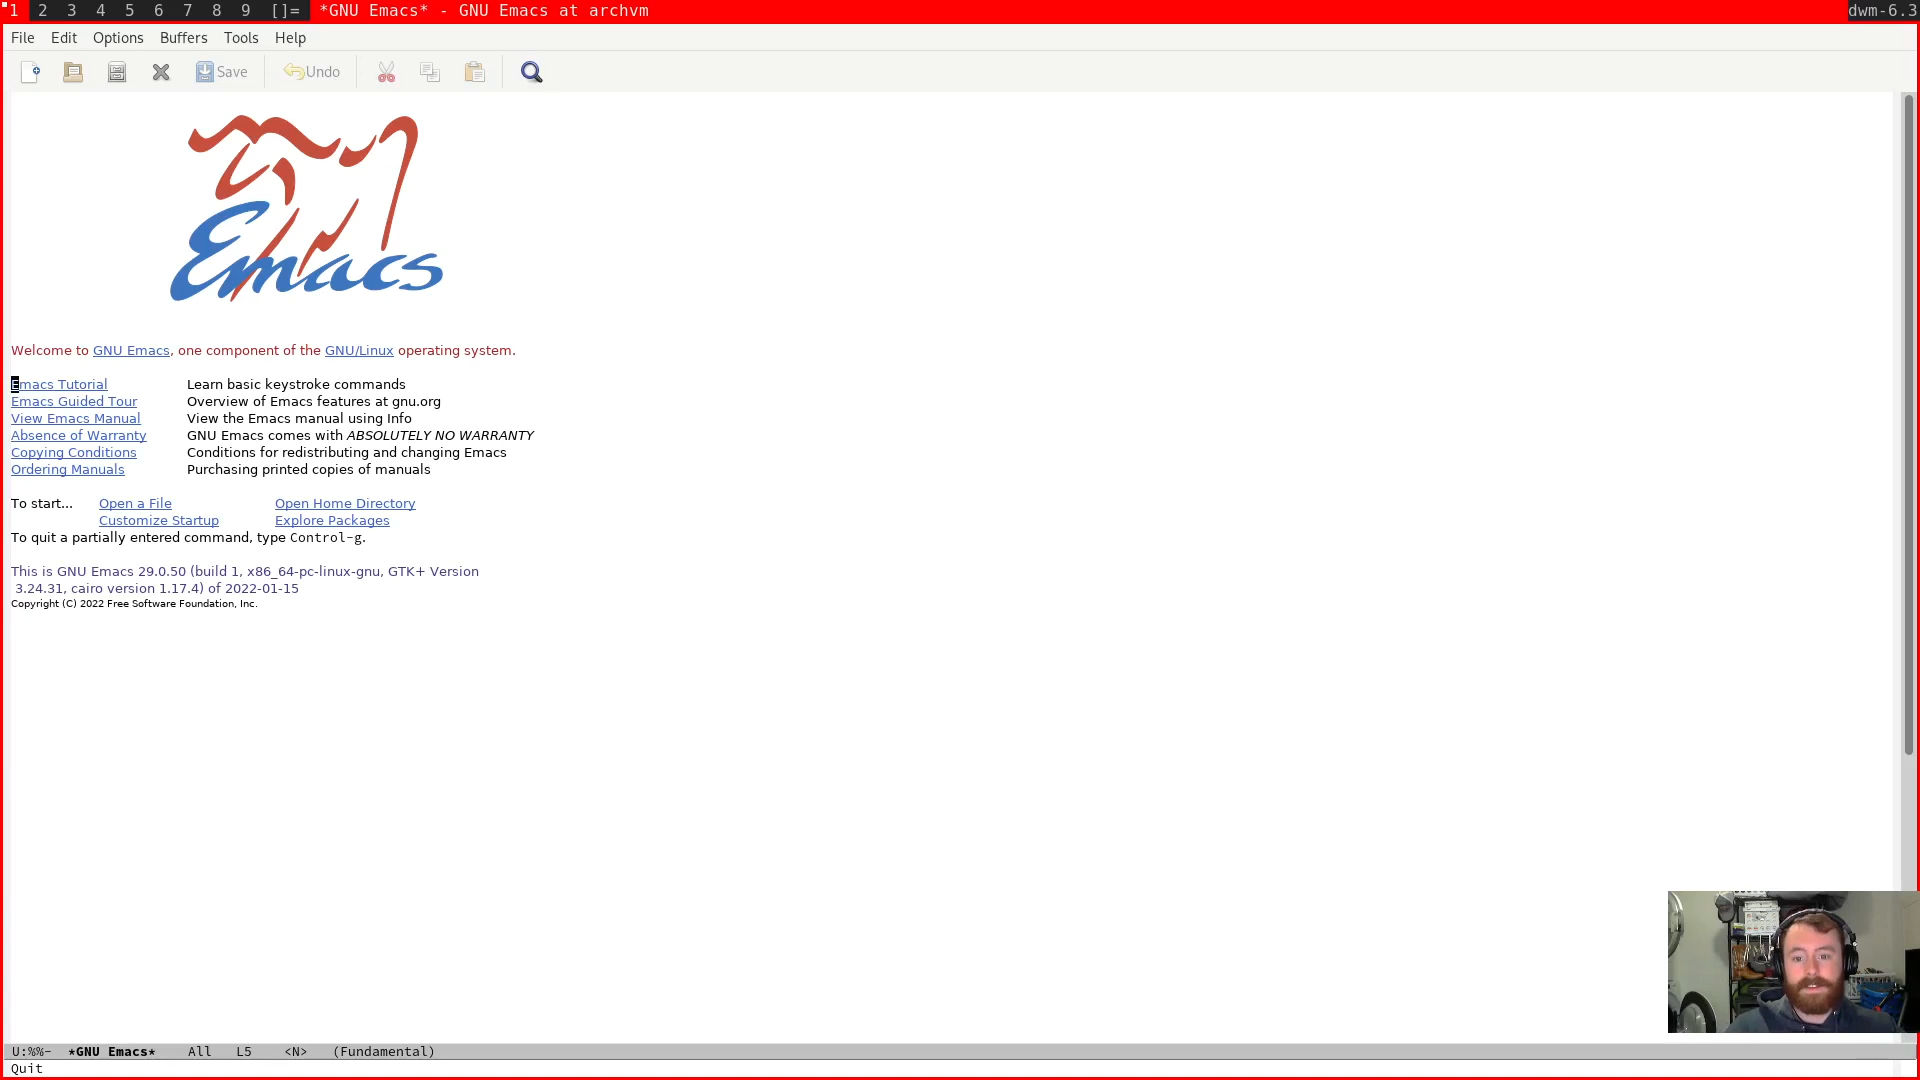 1 2 3 4 5 6 7 8 9 []= *GNU Emacs* - GNU Emacs at archvm dwm-6.3
File Edit Options Buffers Tools Help
Save Undo
Emacs
Welcome to GNU Emacs, one component of the GNU/Linux operating system.
Emacs Tutorial Learn basic keystroke commands
Emacs Guided Tour Overview of Emacs features at gnu.org
View Emacs Manual View the Emacs manual using Info
Absence of Warranty GNU Emacs comes with ABSOLUTELY NO WARRANTY
Copying Conditions Conditions for redistributing and changing Emacs
Ordering Manuals Purchasing printed copies of manuals
To start... Open a File Open Home Directory
Customize Startup Explore Packages
To quit a partially entered command, type Control-g.
This is GNU Emacs 29.0.50 (build 1, x86_64-pc-linux-gnu, GTK+ Version
3.24.31, cairo version 1.17.4) of 2022-01-15
Copyright (C) 2022 Free Software Foundation, Inc.
U:%%- *GNU Emacs* All L5 <N> (Fundamental)
Quit